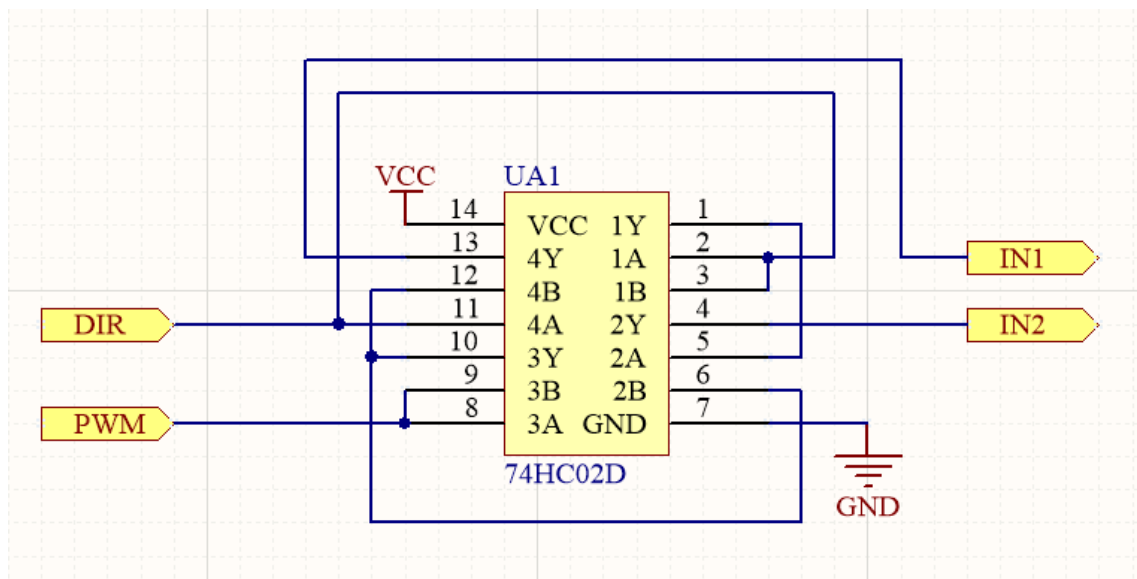 VCC UA1
14 VCC 1Y 1
13 4Y 1A 2 IN1
12 4B 1B 3
DIR 11 4A 2Y 4 IN2
10 3Y 2A 5
9 3B 2B 6
PWM 8 3A GND 7
74HC02D
GND